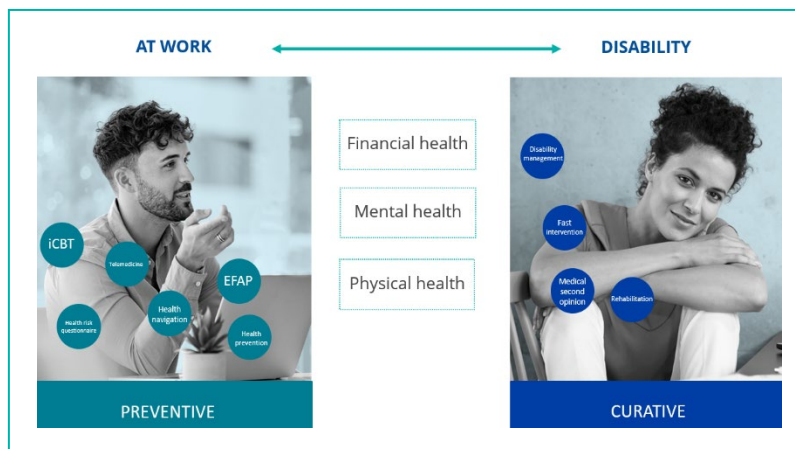 AT WORK
DISABILITY
Financial health
Mental health
Physical health
iCBT
Telemedicine
EFAP
Health risk
questionnaire
Health
navigation
Health
prevention
PREVENTIVE
Disability
management
Fast
intervention
Medical
second
opinion
Rehabilitation
CURATIVE